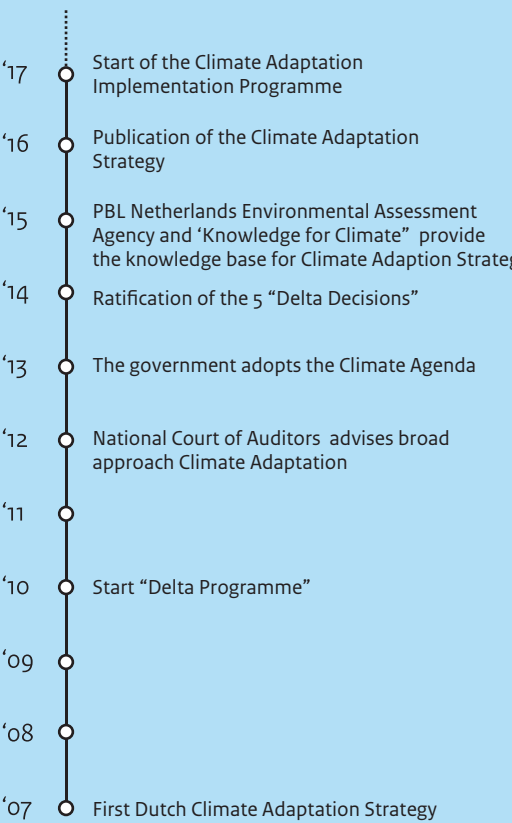 ‘17 Start of the Climate Adaptation
Implementation Programme
‘16 Publication of the Climate Adaptation
Strategy
‘15 PBL Netherlands Environmental Assessment
Agency and ‘Knowledge for Climate” provide
the knowledge base for Climate Adaption Strateg
‘14 Ratification of the 5 “Delta Decisions”
‘13 The government adopts the Climate Agenda
‘12 National Court of Auditors advises broad
approach Climate Adaptation
‘11
‘10 Start “Delta Programme”
‘09
‘08
‘07 First Dutch Climate Adaptation Strategy